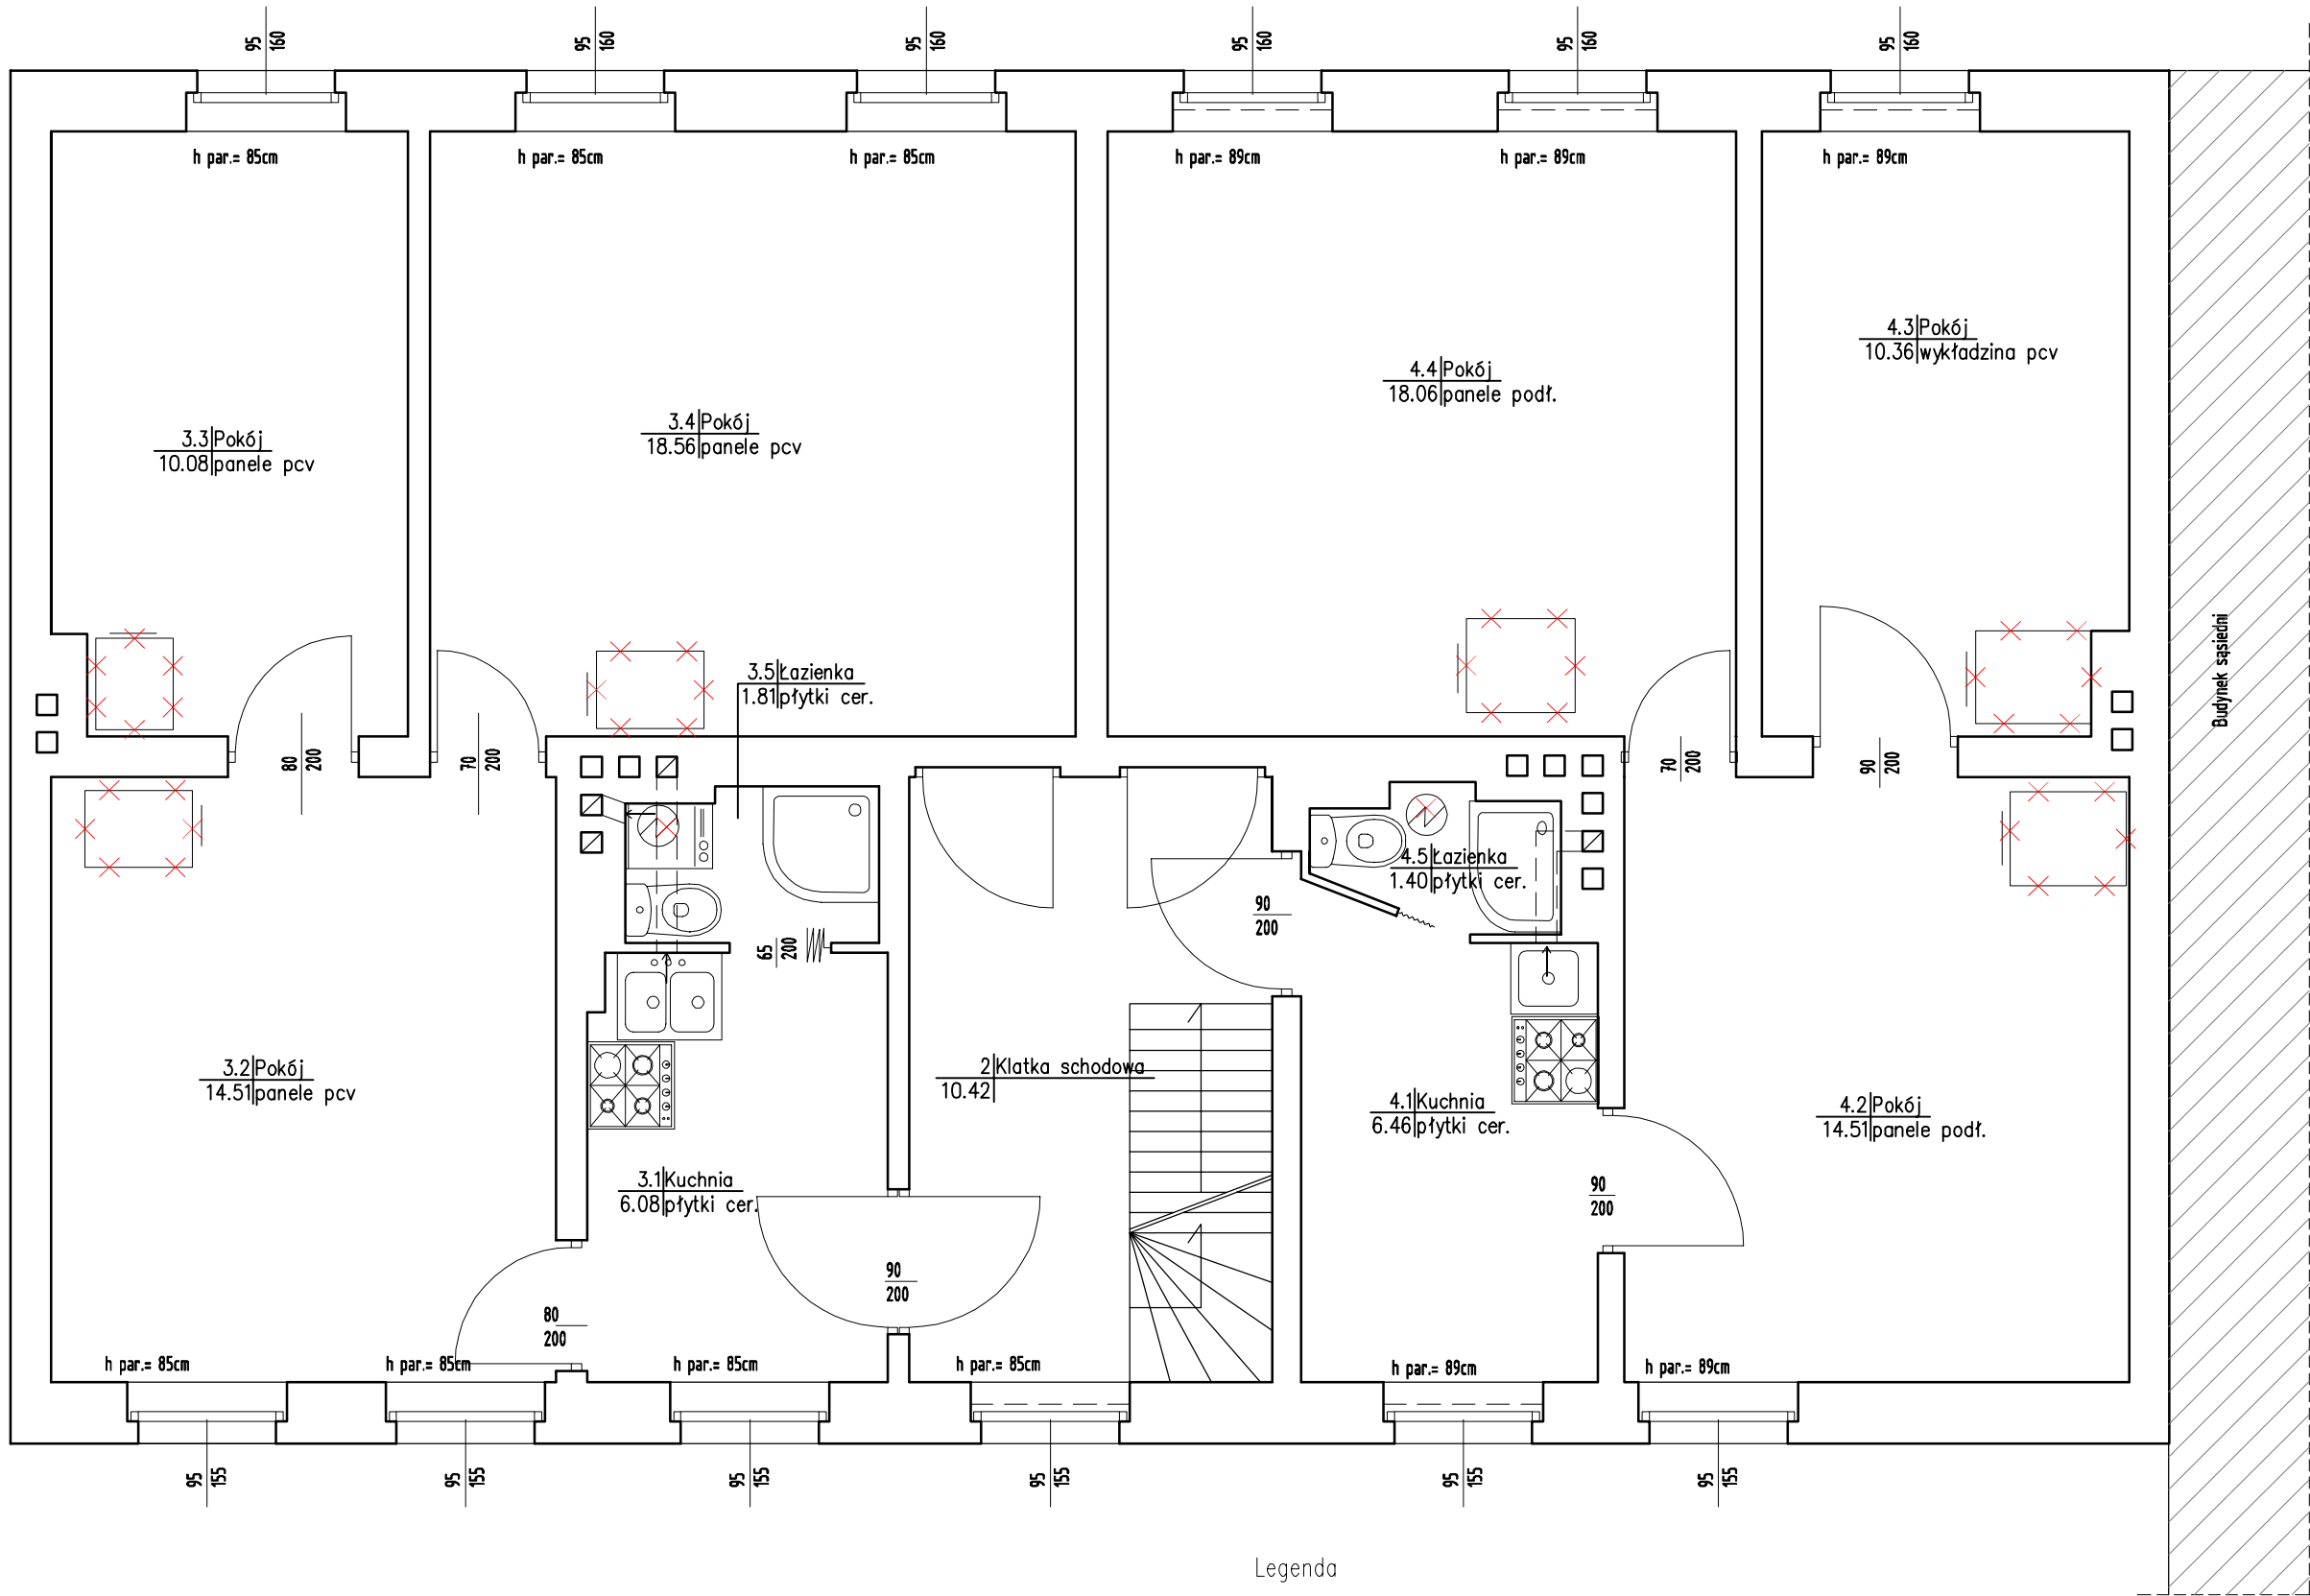 95
160
95
160
95
160
95
160
95
160
95
160
h par.= 85cm
h par.= 85cm
h par.= 85cm
h par.= 89cm
h par.= 89cm
h par.= 89cm
3.3 Pokój
10.08 panele pcv
3.4 Pokój
18.56 panele pcv
4.4 Pokój
18.06 panele podł.
4.3 Pokój
10.36 wykładzina pcv
3.5 Łazienka
1.81 płytki cer.
Budynek sąsiedni
80
200
70
200
70
200
90
200
4.5 Łazienka
1.40 płytki cer.
65
200
90
200
3.2 Pokój
14.51 panele pcv
2 Klatka schodowa
10.42
4.1 Kuchnia
6.46 płytki cer.
4.2 Pokój
14.51 panele podł.
3.1 Kuchnia
6.08 płytki cer.
90
200
90
200
80
200
h par.= 85cm
h par.= 85cm
h par.= 85cm
h par.= 85cm
h par.= 89cm
h par.= 89cm
95
155
95
155
95
155
95
155
95
155
95
155
Legenda